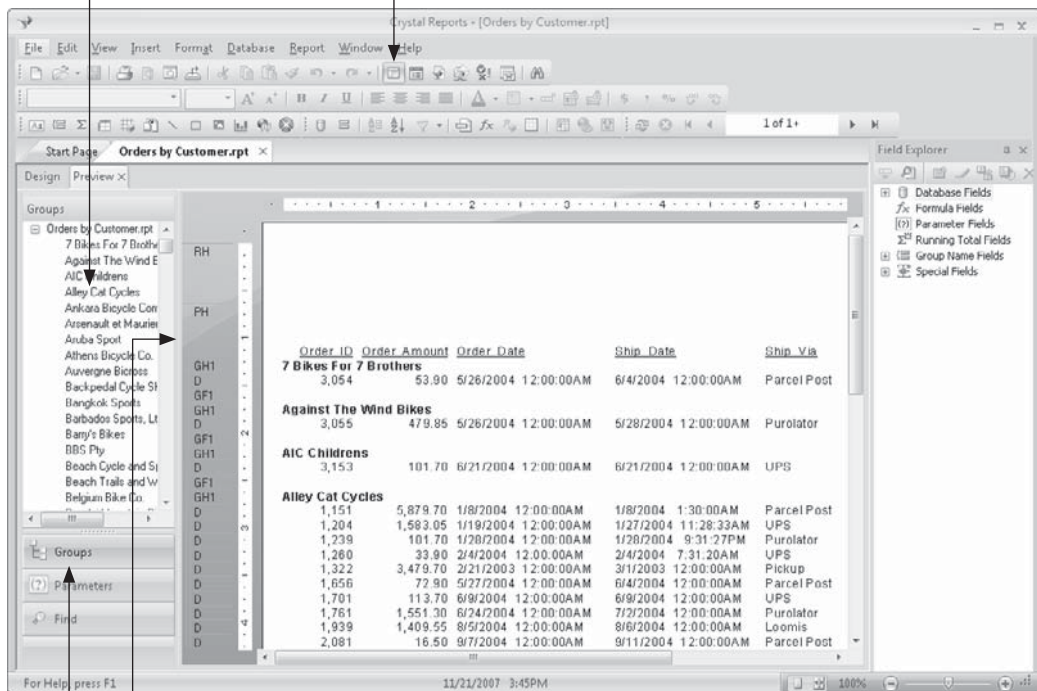 Crystal Reports - [Orders by Customer.rpt]
File Edit View Insert Format Database Report Window Help
1 of 1+
Start Page Orders by Customer.rpt
Design Preview
Groups
Orders by Customer.rpt
7 Bikes For 7 Brothe
Against The Wind B
AIC Childrens
Alley Cat Cycles
Ankara Bicycle Com
Arsenault et Maurier
Aruba Sport
Athens Bicycle Co.
Auvergne Bicross
Backpedal Cycle Sh
Bangkok Sports
Barbados Sports, Lt
Barry's Bikes
BBS Pty
Beach Cycle and Sp
Beach Trails and W
Belgium Bike Co.
Groups
Parameters
Find
1 2 3 4 5
RH
PH
Order ID Order Amount Order Date Ship Date Ship Via
GH1 7 Bikes For 7 Brothers
D 3,054 53.90 5/26/2004 12:00:00AM 6/4/2004 12:00:00AM Parcel Post
GF1
GH1 Against The Wind Bikes
D 3,055 479.85 5/26/2004 12:00:00AM 5/28/2004 12:00:00AM Purolator
GF1
GH1 AIC Childrens
D 3,153 101.70 6/21/2004 12:00:00AM 6/21/2004 12:00:00AM UPS
GF1
GH1 Alley Cat Cycles
D 1,151 5,879.70 1/8/2004 12:00:00AM 1/8/2004 1:30:00AM Parcel Post
D 1,204 1,583.05 1/19/2004 12:00:00AM 1/27/2004 11:28:33AM UPS
D 1,239 101.70 1/28/2004 12:00:00AM 1/28/2004 9:31:27PM Purolator
D 1,260 33.90 2/4/2004 12:00:00AM 2/4/2004 7:31:20AM UPS
D 1,322 3,479.70 2/21/2003 12:00:00AM 3/1/2003 12:00:00AM Pickup
D 1,656 72.90 5/27/2004 12:00:00AM 6/4/2004 12:00:00AM Parcel Post
D 1,701 113.70 6/9/2004 12:00:00AM 6/9/2004 12:00:00AM UPS
D 1,761 1,551.30 6/24/2004 12:00:00AM 7/2/2004 12:00:00AM Purolator
D 1,939 1,409.55 8/5/2004 12:00:00AM 8/6/2004 12:00:00AM Loomis
D 2,081 16.50 9/7/2004 12:00:00AM 9/11/2004 12:00:00AM Parcel Post
Field Explorer
Database Fields
Formula Fields
Parameter Fields
Running Total Fields
Group Name Fields
Special Fields
For Help, press F1
11/21/2007 3:45PM
100%